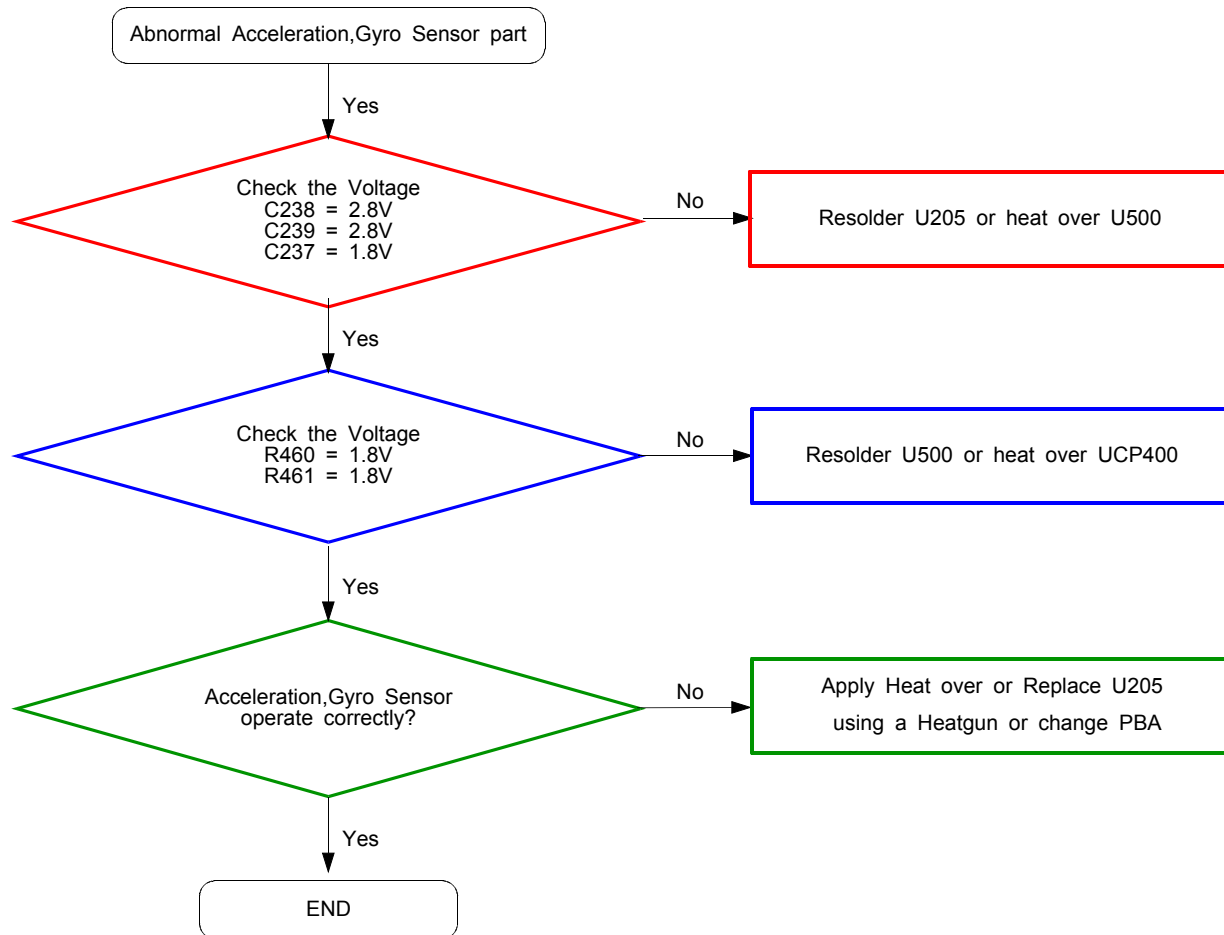 Abnormal Acceleration,Gyro Sensor part
Yes
Check the Voltage
C238 = 2.8V
C239 = 2.8V
C237 = 1.8V
No
Resolder U205 or heat over U500
Yes
Check the Voltage
R460 = 1.8V
R461 = 1.8V
No
Resolder U500 or heat over UCP400
Yes
Acceleration,Gyro Sensor
operate correctly?
No
Apply Heat over or Replace U205
using a Heatgun or change PBA
Yes
END